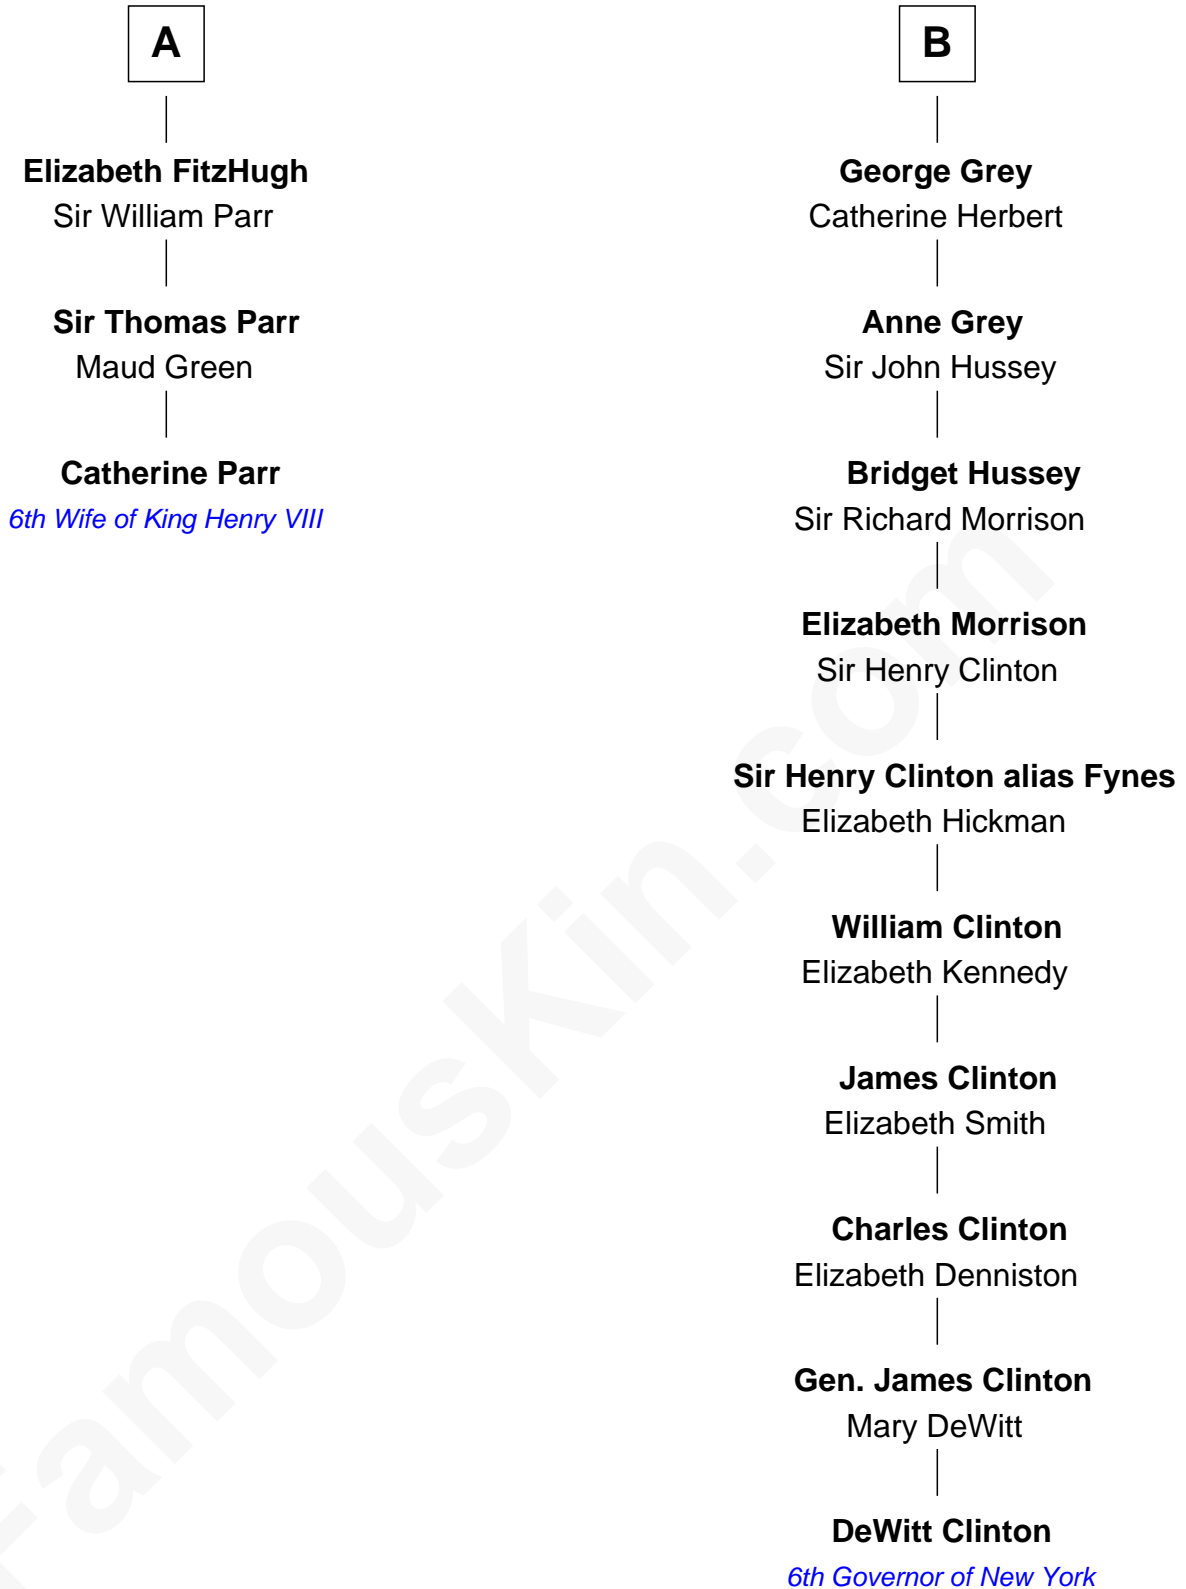 A
Elizabeth FitzHugh
Sir William Parr
Sir Thomas Parr
Maud Green
Catherine Parr
6th Wife of King Henry VIII
B
George Grey
Catherine Herbert
Anne Grey
Sir John Hussey
Bridget Hussey
Sir Richard Morrison
Elizabeth Morrison
Sir Henry Clinton
Sir Henry Clinton alias Fynes
Elizabeth Hickman
William Clinton
Elizabeth Kennedy
James Clinton
Elizabeth Smith
Charles Clinton
Elizabeth Denniston
Gen. James Clinton
Mary DeWitt
DeWitt Clinton
6th Governor of New York
FamousKin.com